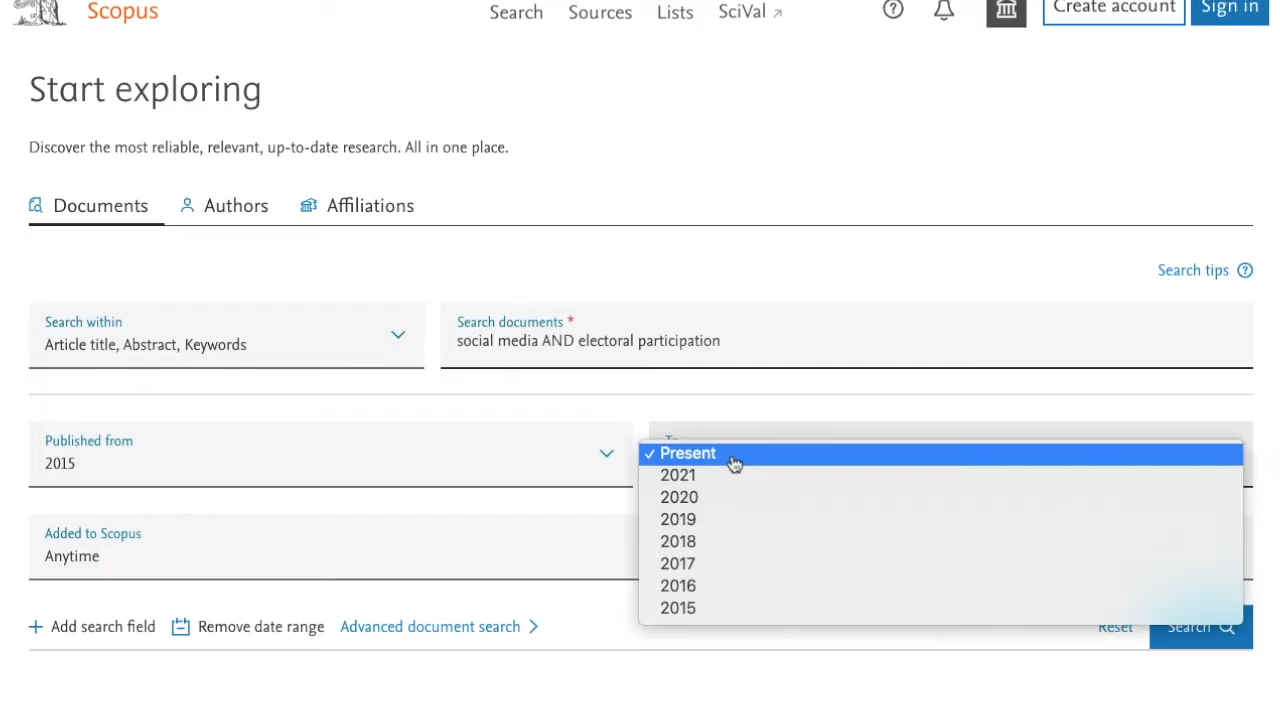 Scopus
Search Sources Lists SciVal ↗
Create account
Sign in
Start exploring
Discover the most reliable, relevant, up-to-date research. All in one place.
Documents Authors Affiliations
Search tips
Search within
Article title, Abstract, Keywords
Search documents *
social media AND electoral participation
Published from
2015
To
✓ Present
2021
2020
2019
2018
2017
2016
2015
Added to Scopus
Anytime
+ Add search field Remove date range Advanced document search
Reset
Search